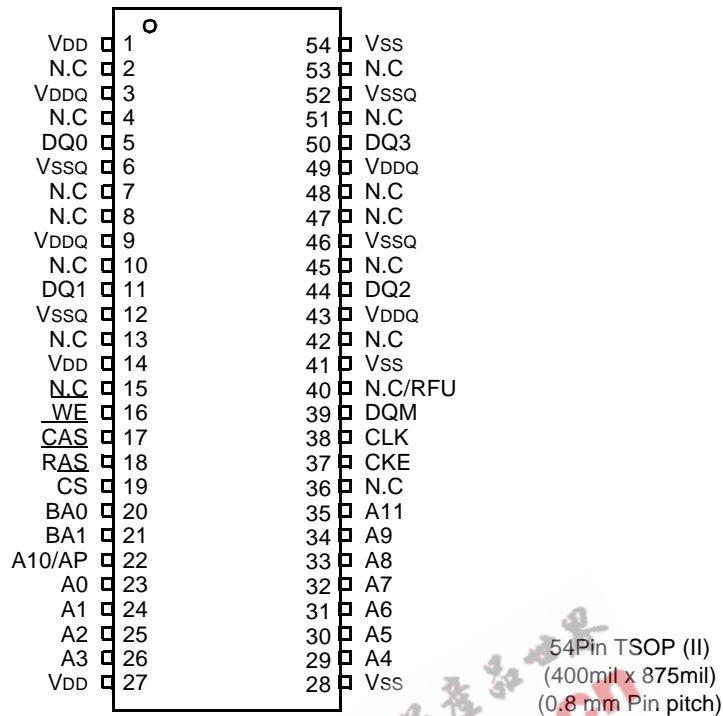 VDD 1 54 VSS
N.C 2 53 N.C
VDDQ 3 52 VSSQ
N.C 4 51 N.C
DQ0 5 50 DQ3
VSSQ 6 49 VDDQ
N.C 7 48 N.C
N.C 8 47 N.C
VDDQ 9 46 VSSQ
N.C 10 45 N.C
DQ1 11 44 DQ2
VSSQ 12 43 VDDQ
N.C 13 42 N.C
VDD 14 41 VSS
N.C 15 40 N.C/RFU
WE 16 39 DQM
CAS 17 38 CLK
RAS 18 37 CKE
CS 19 36 N.C
BA0 20 35 A11
BA1 21 34 A9
A10/AP 22 33 A8
A0 23 32 A7
A1 24 31 A6
A2 25 30 A5
A3 26 29 A4
VDD 27 28 VSS
54Pin TSOP (II)
(400mil x 875mil)
(0.8 mm Pin pitch)